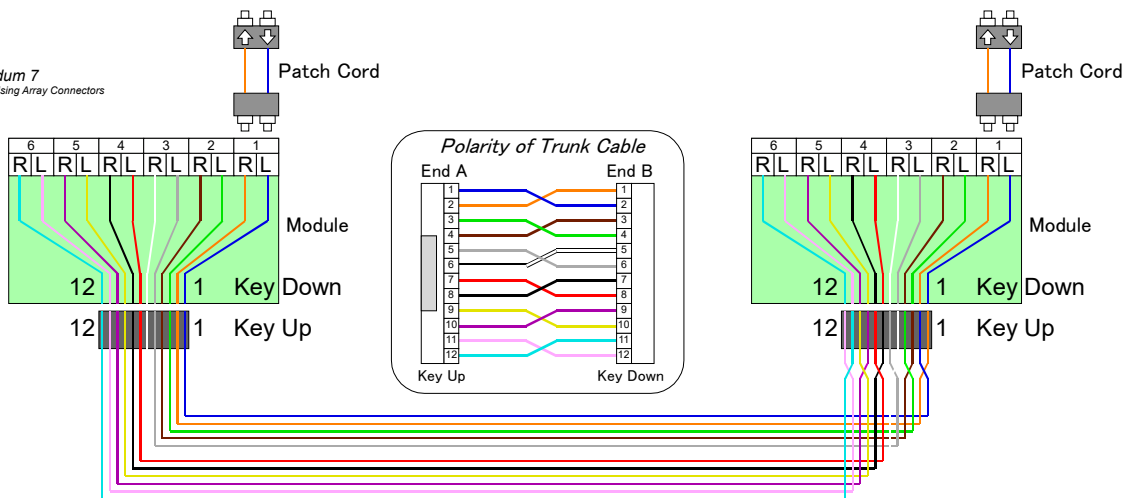 dum 7
sing Array Connectors
Patch Cord
Patch Cord
6 5 4 3 2 1
R L R L R L R L R L R L
Module
12 1 Key Down
12 1 Key Up
Polarity of Trunk Cable
End A End B
1 1
2 2
3 3
4 4
5 5
6 6
7 7
8 8
9 9
10 10
11 11
12 12
Key Up Key Down
6 5 4 3 2 1
R L R L R L R L R L R L
Module
12 1 Key Down
12 1 Key Up